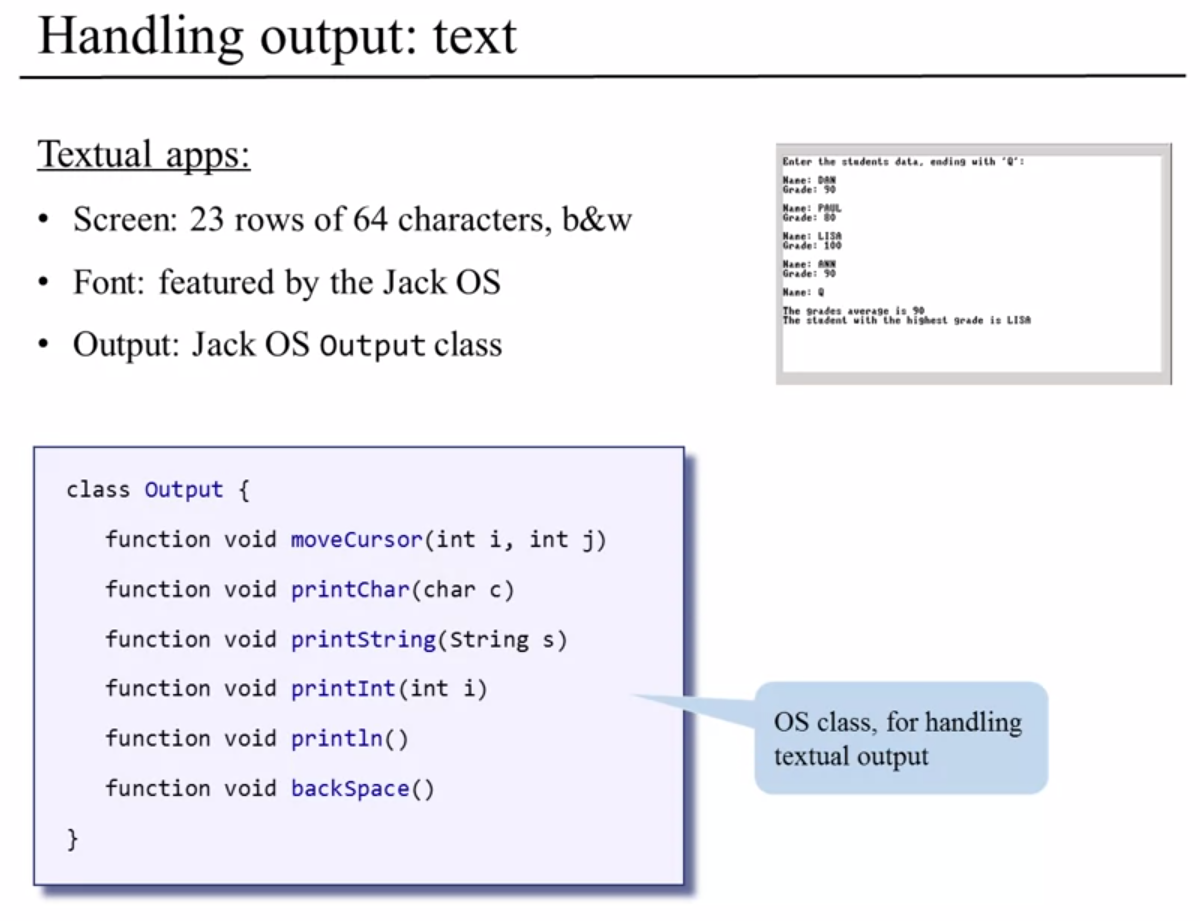 Handling output: text
Textual apps:
• Screen: 23 rows of 64 characters, b&w
• Font: featured by the Jack OS
• Output: Jack OS Output class
Enter the students data, ending with 'Q':
Name: DAN
Grade: 90
Name: PAUL
Grade: 80
Name: LISA
Grade: 100
Name: ANN
Grade: 90
Name: Q
The grades average is 90
The student with the highest grade is LISA
class Output {
function void moveCursor(int i, int j)
function void printChar(char c)
function void printString(String s)
function void printInt(int i)
function void println()
function void backSpace()
}
OS class, for handling
textual output